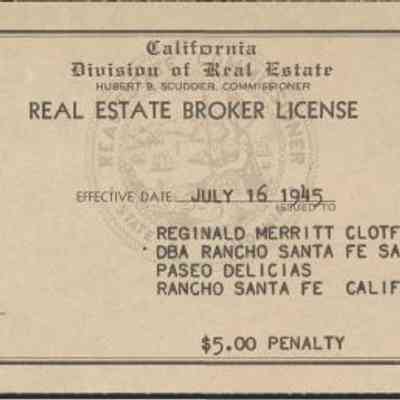 California
Division of Real Estate
HUBERT B. SCUDDER, COMMISSIONER
REAL ESTATE BROKER LICENSE
EFFECTIVE DATE JULY 16 1945
ISSUED TO
REGINALD MERRITT CLOTF
DBA RANCHO SANTA FE SA
PASEO DELICIAS
RANCHO SANTA FE CALIF
$5.00 PENALTY